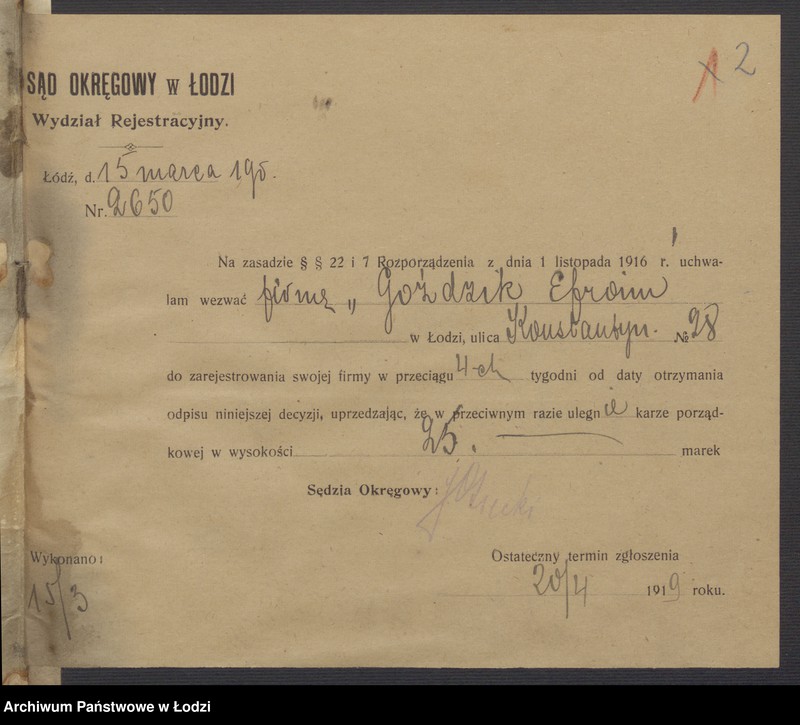 1 2
SĄD OKRĘGOWY W ŁODZI
Wydział Rejestracyjny.
Łódź, d. 15 marca 19
Nr. 2650
Na zasadzie § § 22 i 7 Rozporządzenia z dnia 1 listopada 1916 r. uchwa-
lam wezwać firmę „Goździk Efroim"
w Łodzi, ulica Konstantyn. № 28
do zarejestrowania swojej firmy w przeciągu 4-ch tygodni od daty otrzymania
odpisu niniejszej decyzji, uprzedzając, że w przeciwnym razie ulegnie karze porząd-
kowej w wysokości 25. marek
Sędzia Okręgowy:
Wykonano:
15/3
Ostateczny termin zgłoszenia
20/4 1919 roku.
Archiwum Państwowe w Łodzi